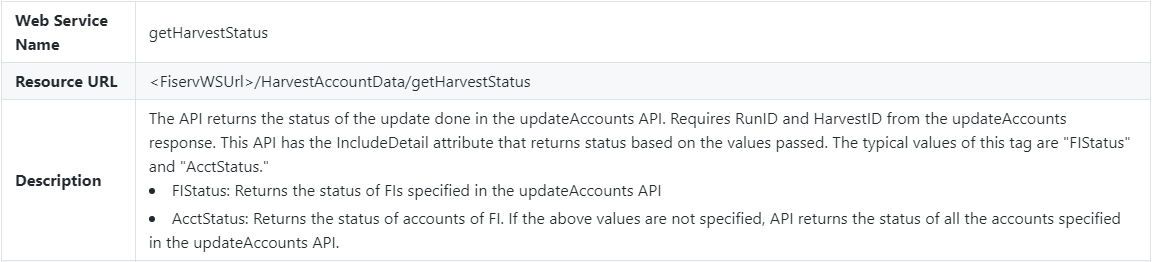 Web Service
Name
getHarvestStatus
Resource URL
<FiservWSUrl>/HarvestAccountData/getHarvestStatus
Description
The API returns the status of the update done in the updateAccounts API. Requires RunID and HarvestID from the updateAccounts
response. This API has the IncludeDetail attribute that returns status based on the values passed. The typical values of this tag are "FIStatus"
and "AcctStatus."
• FIStatus: Returns the status of FIs specified in the updateAccounts API
• AcctStatus: Returns the status of accounts of FI. If the above values are not specified, API returns the status of all the accounts specified
in the updateAccounts API.